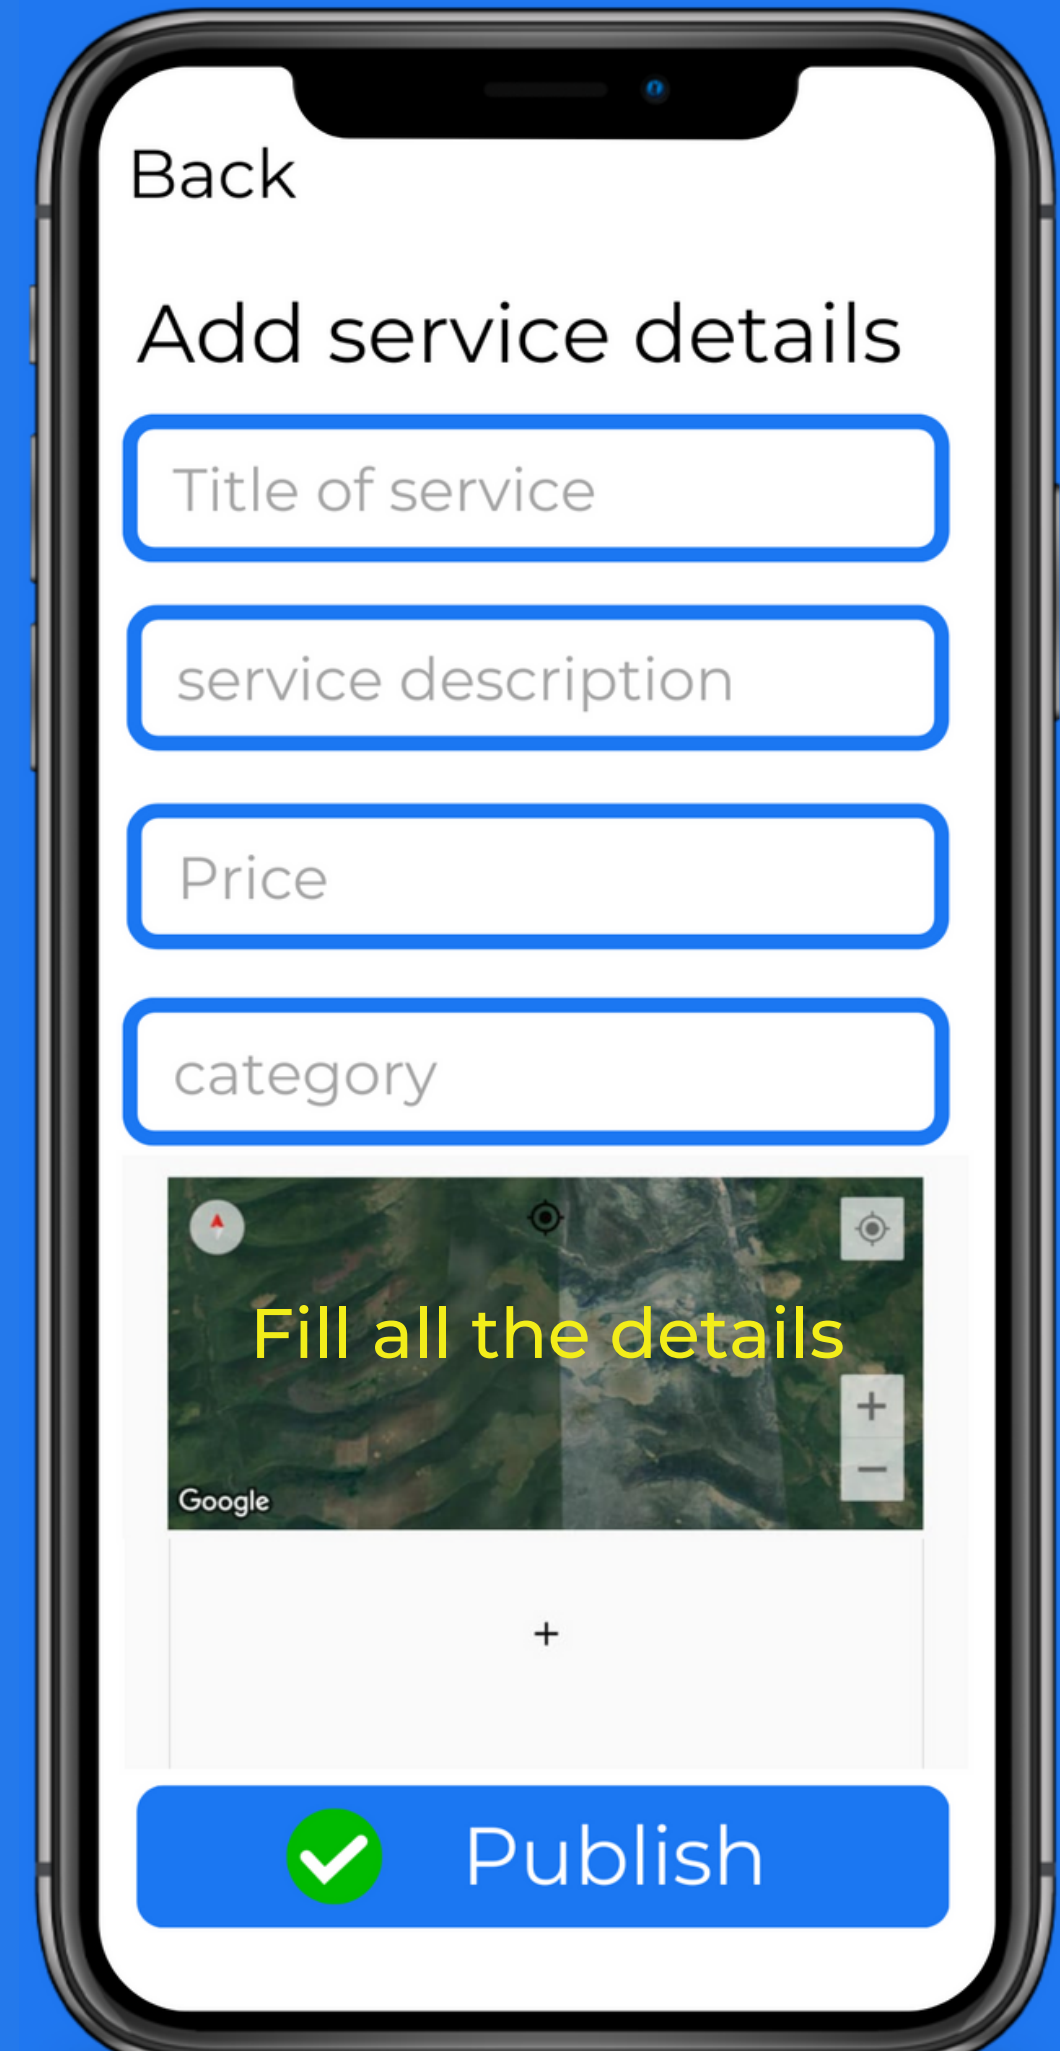 Back
Add service details
Title of service
service description
Price
category
Fill all the details
Google
Publish